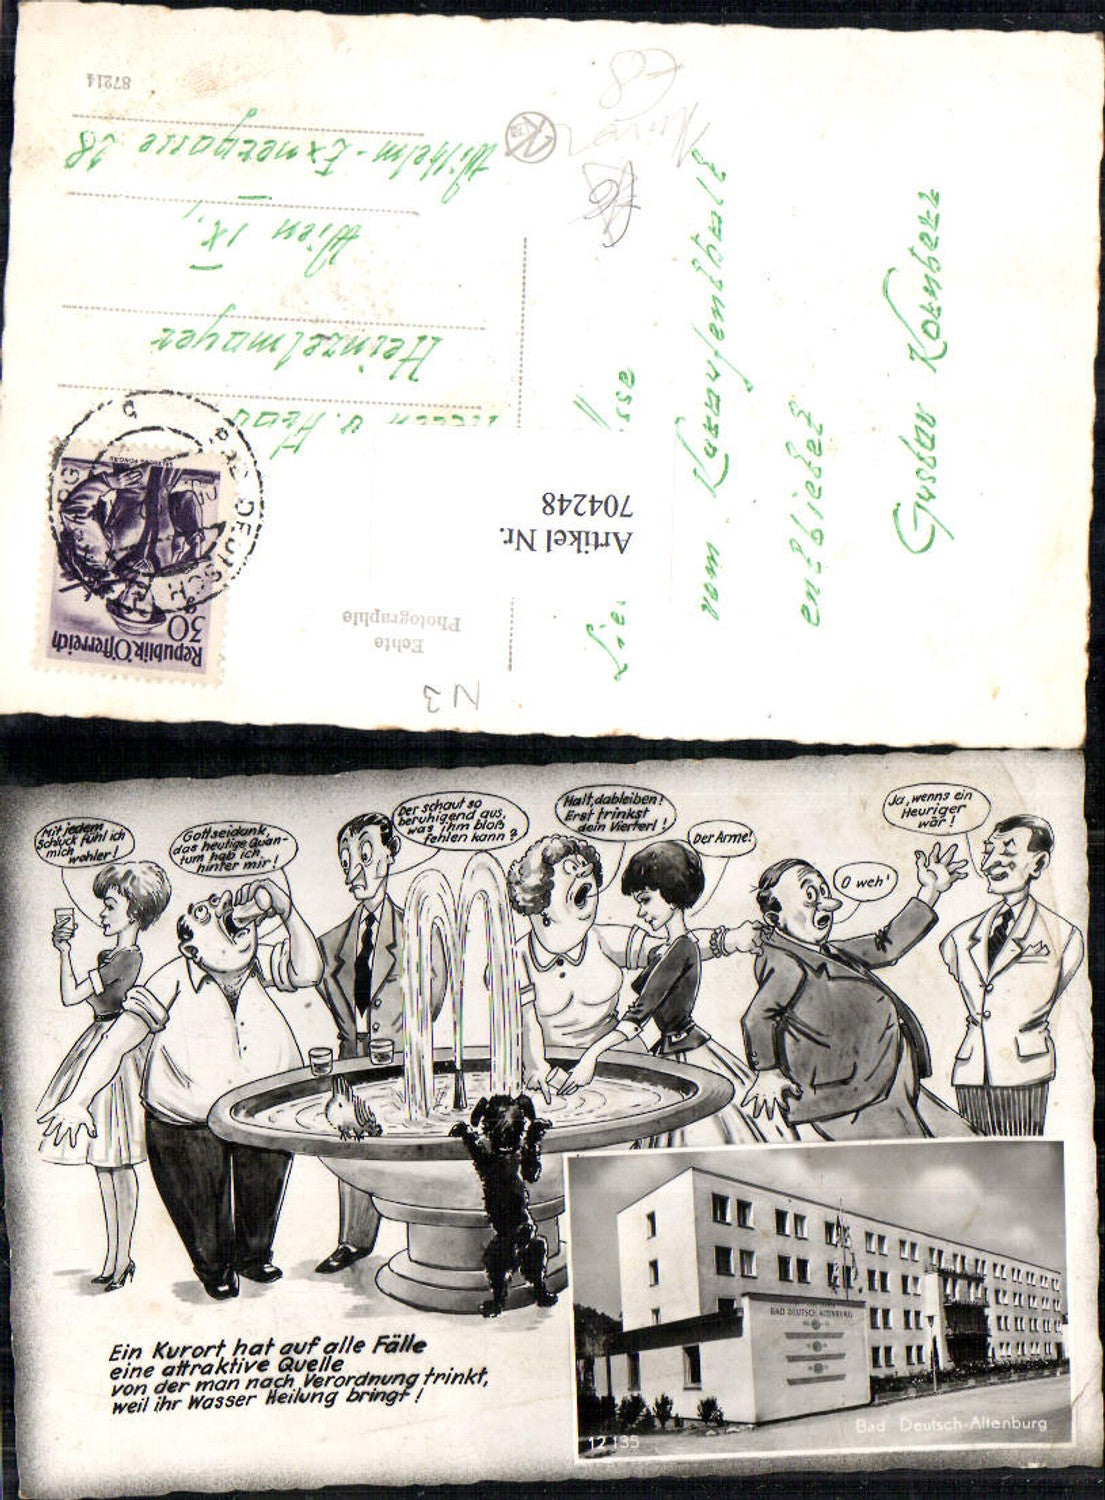 87214
Wilhelm-Exnergasse 28
Wien IX.,
Heinzelmayer
u.
Artikel Nr.
704248
Echte
Photographie
Republik Österreich
30
N3
vom Kuraufenthalt
entbietet
Gustav
Mit jedem
Schluck fühl ich
mich
wohler!
Gottseidank,
das heutige Quan-
tum hab ich
hinter mir!
Der schaut so
beruhigend aus,
was ihm bloß
fehlen kann?
Halt, dableiben!
Erst trinkst
dein Vierterl!
Der Arme!
O weh'
Ja, wenns ein
Heuriger
wär!
Ein Kurort hat auf alle Fälle
eine attraktive Quelle
von der man nach Verordnung trinkt,
weil ihr Wasser Heilung bringt!
BAD DEUTSCH ALTENBURG
Bad Deutsch-Altenburg
12 135